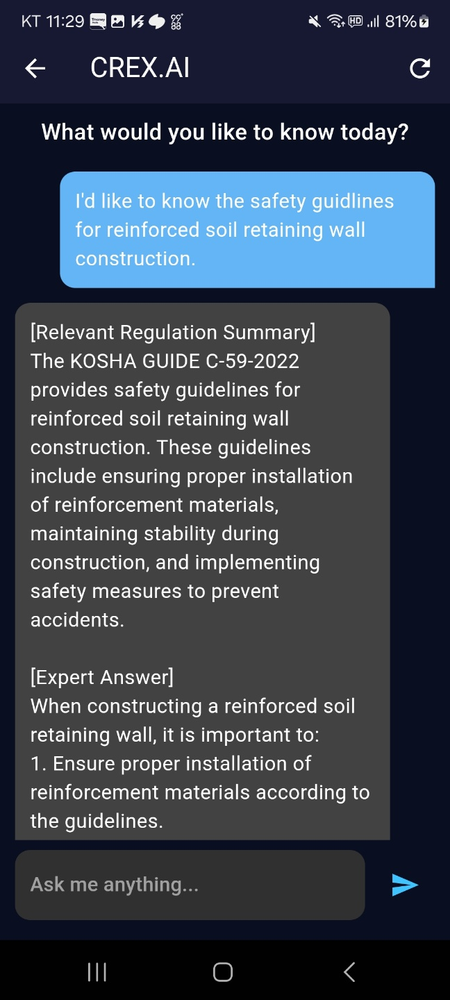 KT 11:29
HD 81%
CREX.AI
What would you like to know today?
I'd like to know the safety guidlines
for reinforced soil retaining wall
construction.
[Relevant Regulation Summary]
The KOSHA GUIDE C-59-2022
provides safety guidelines for
reinforced soil retaining wall
construction. These guidelines
include ensuring proper installation
of reinforcement materials,
maintaining stability during
construction, and implementing
safety measures to prevent
accidents.
[Expert Answer]
When constructing a reinforced soil
retaining wall, it is important to:
1. Ensure proper installation of
reinforcement materials according to
the guidelines.
Ask me anything...